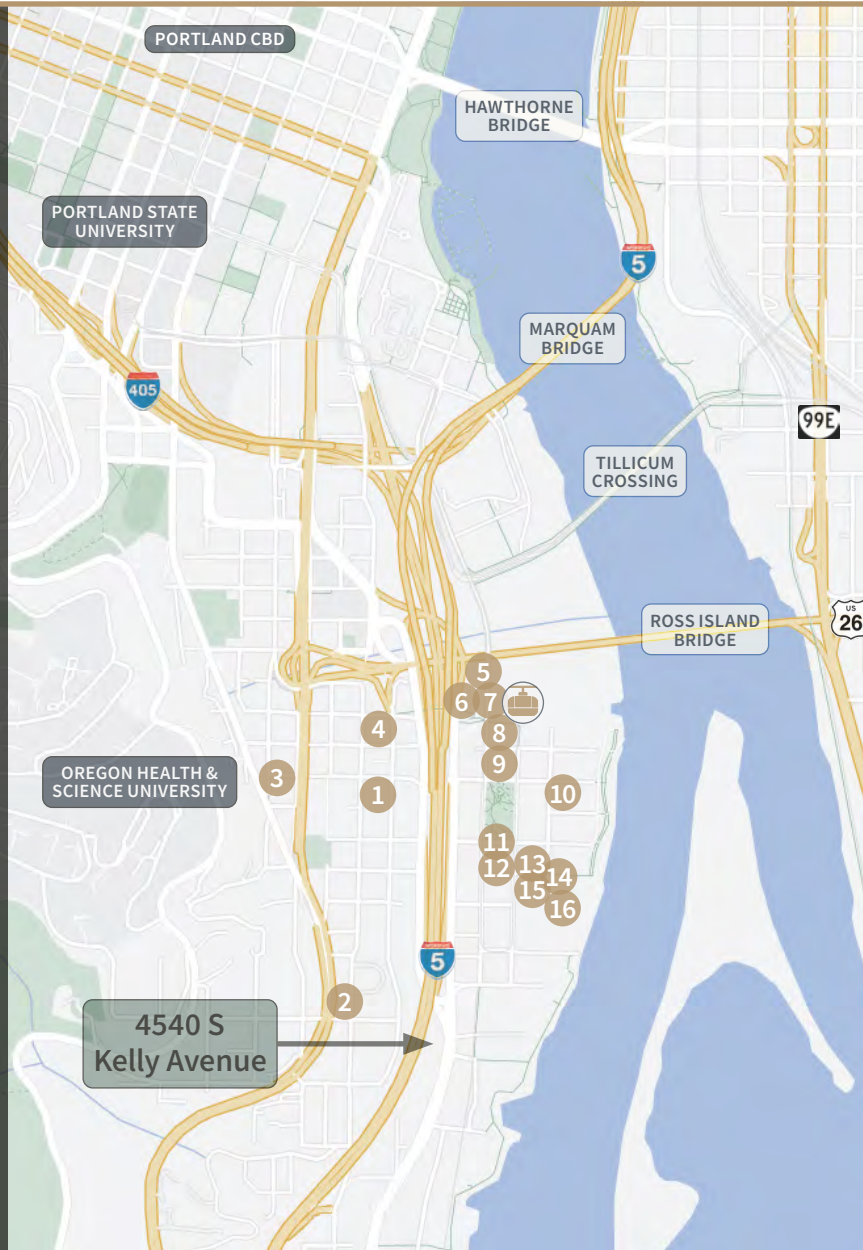 PORTLAND CBD
HAWTHORNE
BRIDGE
PORTLAND STATE
UNIVERSITY
5
MARQUAM
BRIDGE
405
99E
TILLICUM
CROSSING
US
26
ROSS ISLAND
BRIDGE
5
6
7
4
8
9
OREGON HEALTH &
SCIENCE UNIVERSITY
3
1
10
11
12
13
14
15
16
5
2
4540 S
Kelly Avenue